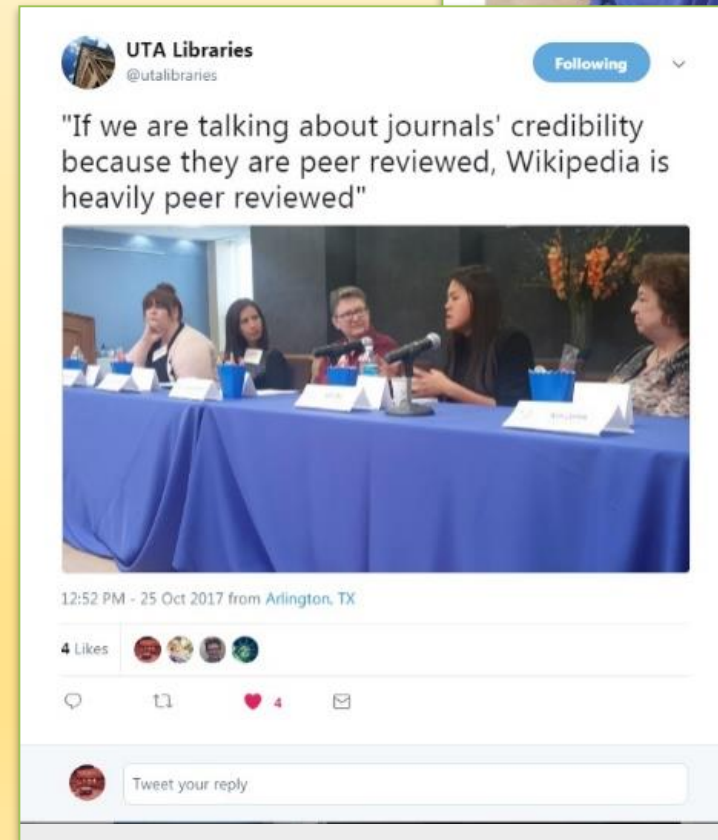 UTA Libraries
@utalibraries
Following
"If we are talking about journals' credibility
because they are peer reviewed, Wikipedia is
heavily peer reviewed"
12:52 PM - 25 Oct 2017 from Arlington, TX
4 Likes
4
Tweet your reply